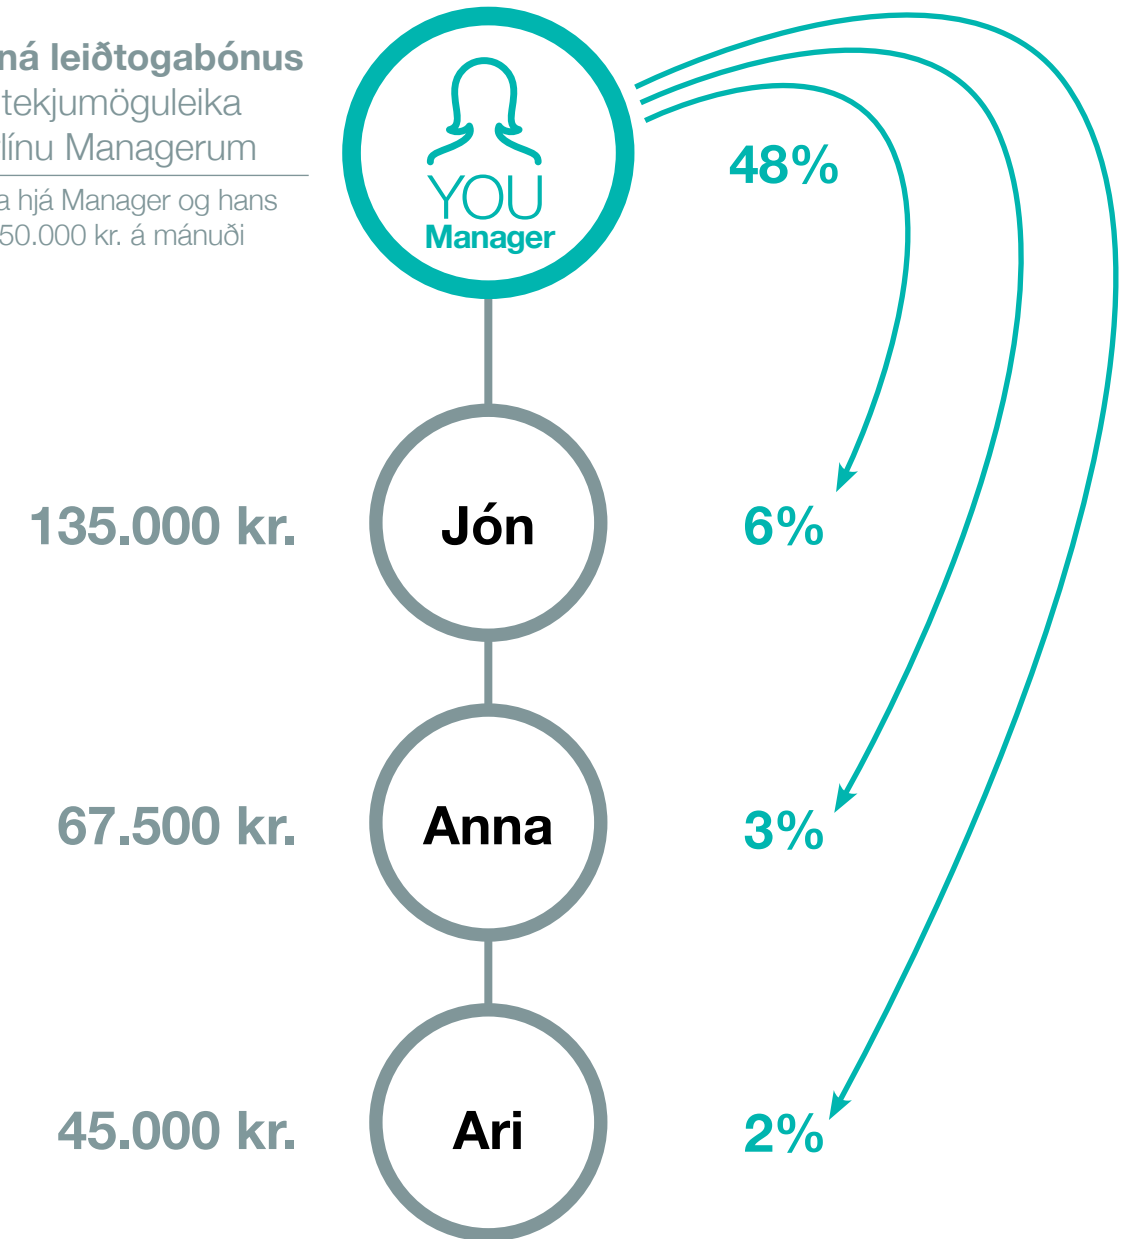 ná leiðtogabónus
tekjumöguleika
línu Managerum
a hjá Manager og hans
50.000 kr. á mánuði
YOU
Manager
48%
135.000 kr.
Jón
6%
67.500 kr.
Anna
3%
45.000 kr.
Ari
2%